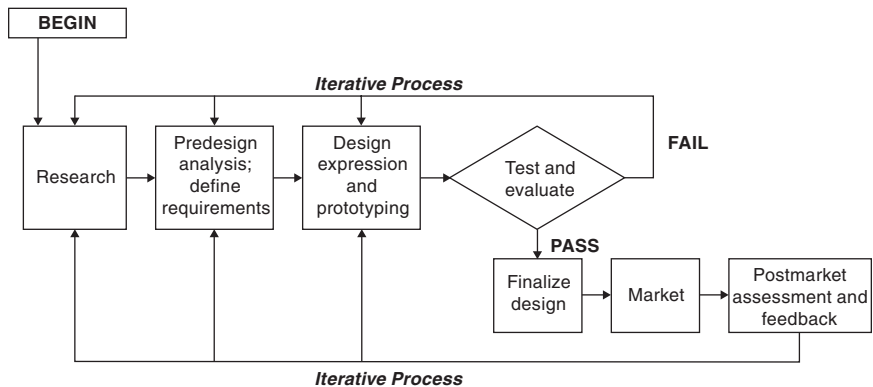 BEGIN
Iterative Process
Research
Predesign
analysis;
define
requirements
Design
expression
and
prototyping
Test and
evaluate
FAIL
PASS
Finalize
design
Market
Postmarket
assessment and
feedback
Iterative Process